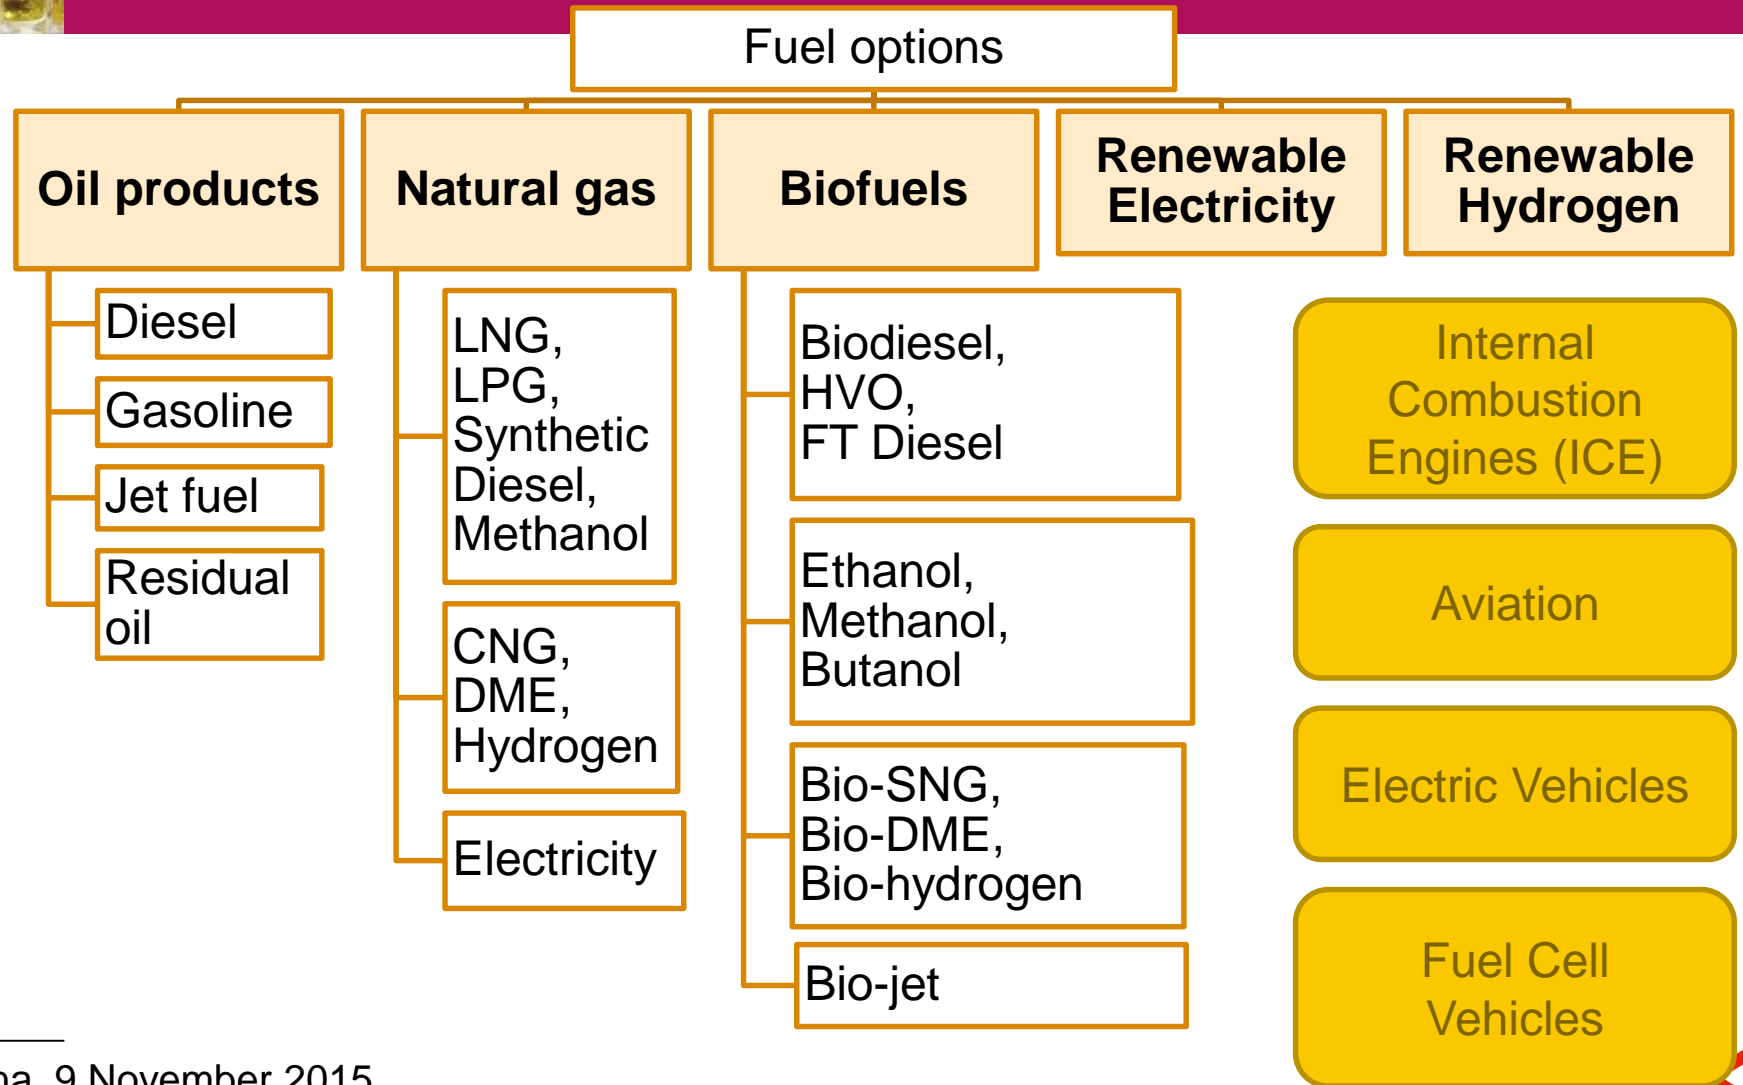 Fuel options
Oil products
Natural gas
Biofuels
Renewable
Electricity
Renewable
Hydrogen
Diesel
Gasoline
Jet fuel
Residual
oil
LNG,
LPG,
Synthetic
Diesel,
Methanol
CNG,
DME,
Hydrogen
Electricity
Biodiesel,
HVO,
FT Diesel
Ethanol,
Methanol,
Butanol
Bio-SNG,
Bio-DME,
Bio-hydrogen
Bio-jet
Internal
Combustion
Engines (ICE)
Aviation
Electric Vehicles
Fuel Cell
Vehicles
9 November 2015